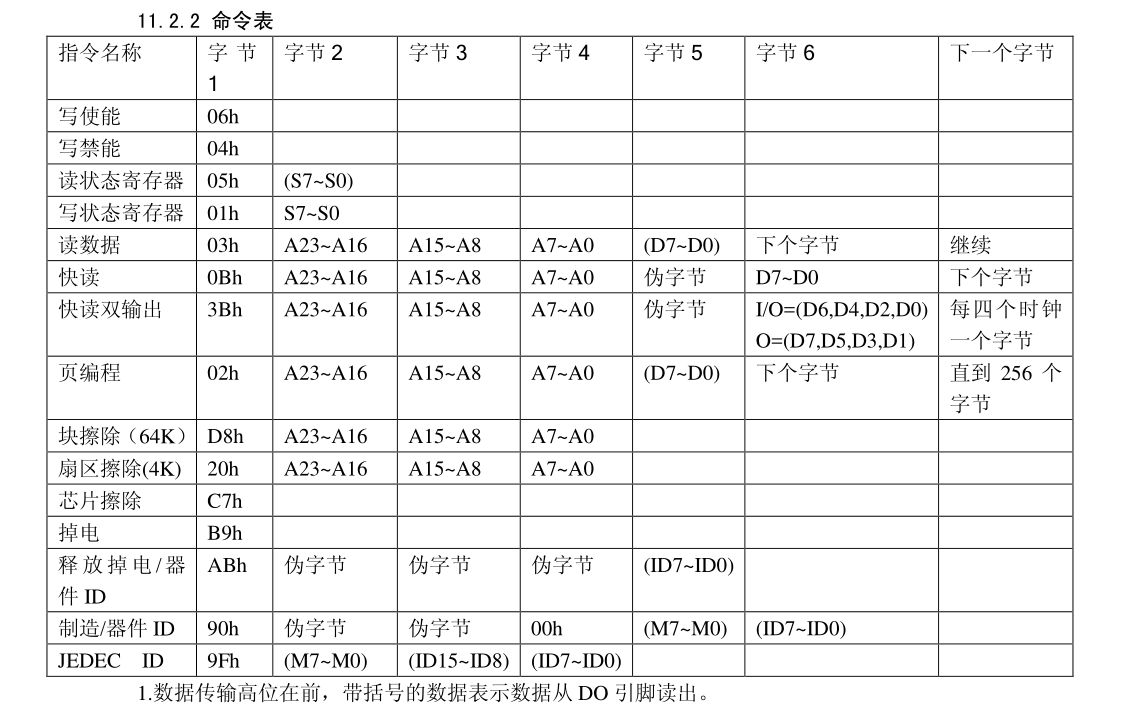 11.2.2 命令表
指令名称 字节 字节2 字节3 字节4 字节5 字节6 下一个字节
1
写使能 06h
写禁能 04h
读状态寄存器 05h (S7~S0)
写状态寄存器 01h S7~S0
读数据 03h A23~A16 A15~A8 A7~A0 (D7~D0) 下个字节 继续
快读 0Bh A23~A16 A15~A8 A7~A0 伪字节 D7~D0 下个字节
快读双输出 3Bh A23~A16 A15~A8 A7~A0 伪字节 I/O=(D6,D4,D2,D0) 每四个时钟
O=(D7,D5,D3,D1) 一个字节
页编程 02h A23~A16 A15~A8 A7~A0 (D7~D0) 下个字节 直到 256 个
字节
块擦除（64K） D8h A23~A16 A15~A8 A7~A0
扇区擦除(4K) 20h A23~A16 A15~A8 A7~A0
芯片擦除 C7h
掉电 B9h
释放掉电/器 ABh 伪字节 伪字节 伪字节 (ID7~ID0)
件 ID
制造/器件 ID 90h 伪字节 伪字节 00h (M7~M0) (ID7~ID0)
JEDEC ID 9Fh (M7~M0) (ID15~ID8) (ID7~ID0)
1.数据传输高位在前，带括号的数据表示数据从 DO 引脚读出。